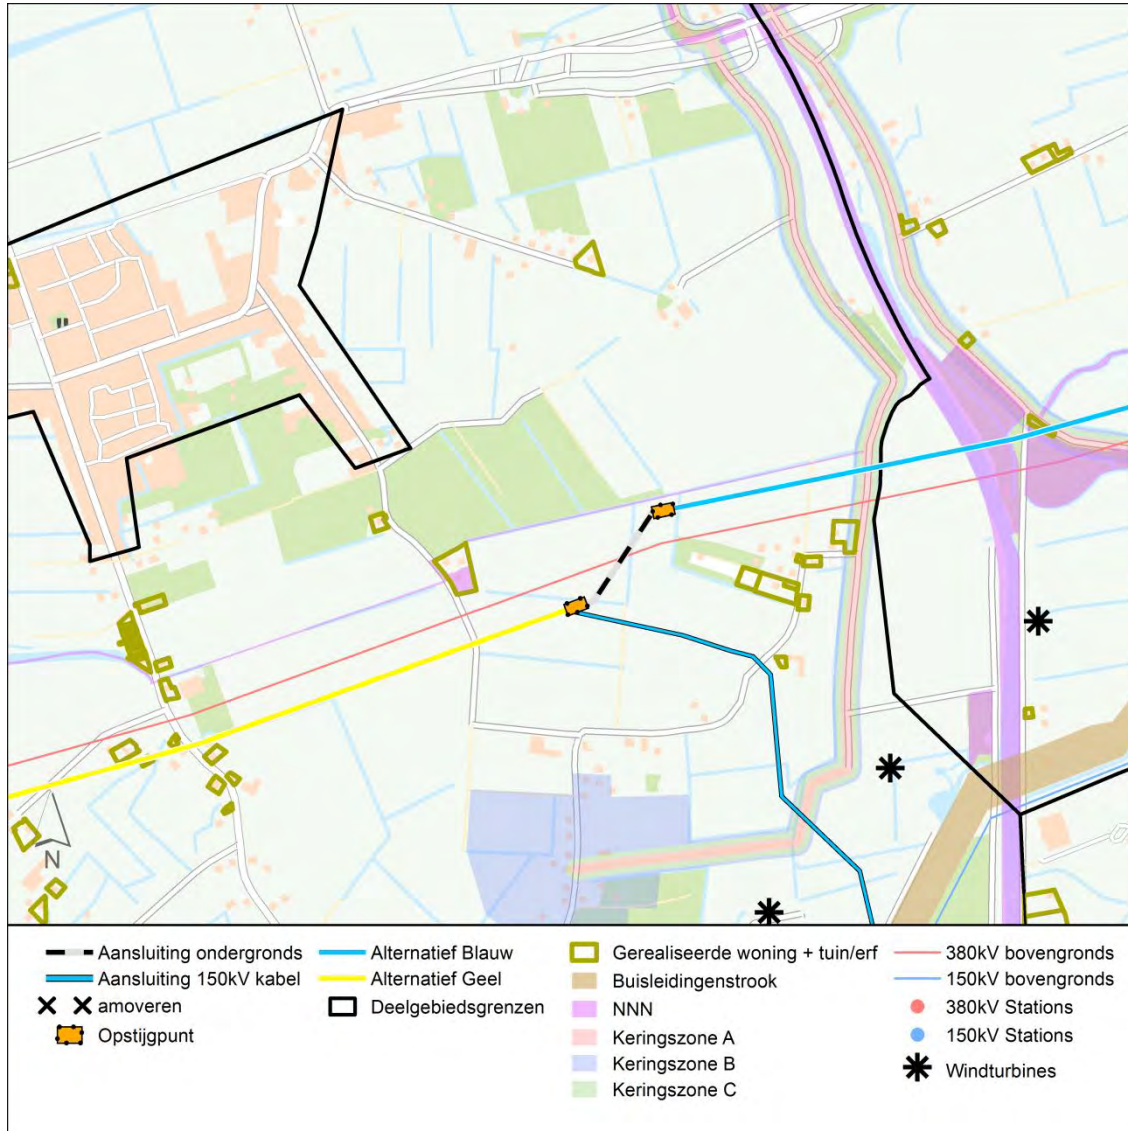 N
Aansluiting ondergronds
Aansluiting 150kV kabel
amoveren
Opstijgpunt
Alternatief Blauw
Alternatief Geel
Deelgebiedsgrenzen
Gerealiseerde woning + tuin/erf
Buisleidingenstrook
NNN
Keringszone A
Keringszone B
Keringszone C
380kV bovengronds
150kV bovengronds
380kV Stations
150kV Stations
Windturbines